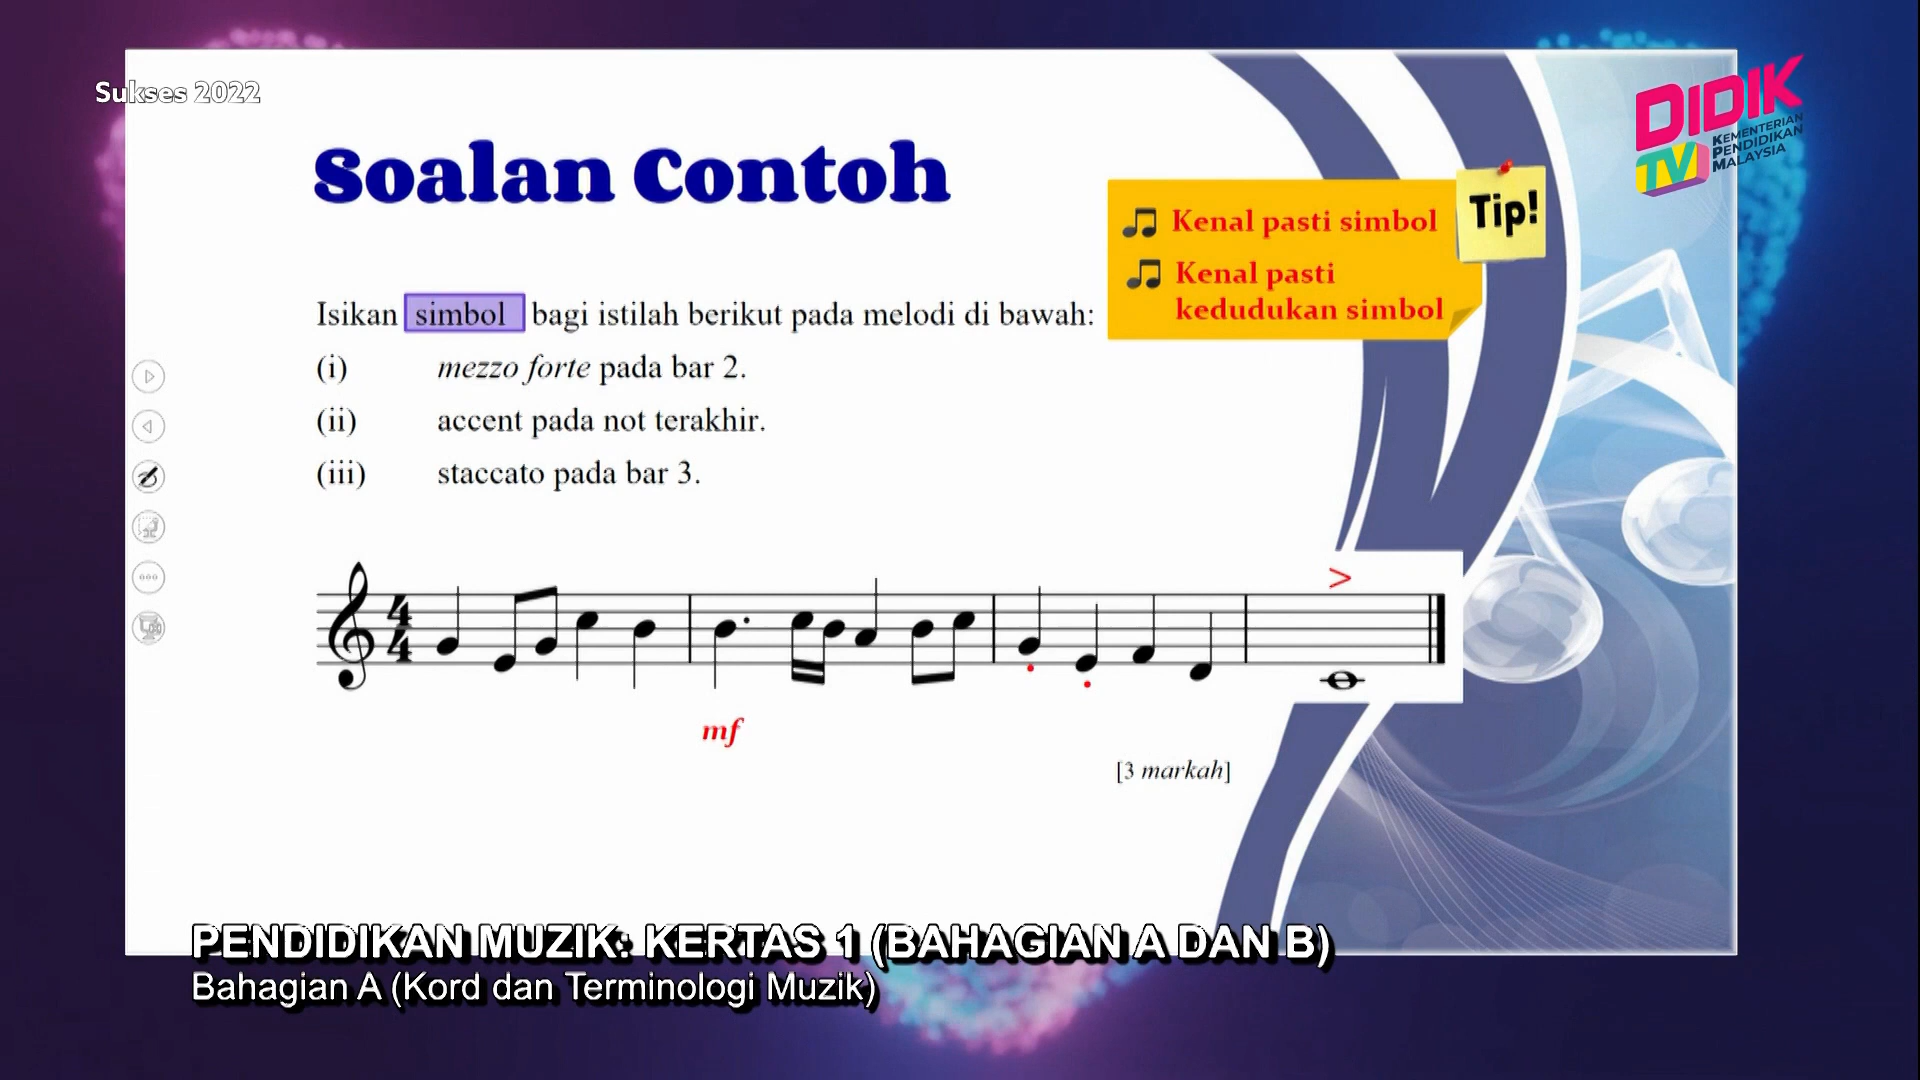 Sukses 2022
DIDIK
TV
KEMENTERIAN
PENDIDIKAN
MALAYSIA
Soalan Contoh
Tip!
Kenal pasti simbol
Kenal pasti
kedudukan simbol
Isikan simbol bagi istilah berikut pada melodi di bawah:
(i) mezzo forte pada bar 2.
(ii) accent pada not terakhir.
(iii) staccato pada bar 3.
4
4
>
mf
[3 markah]
PENDIDIKAN MUZIK: KERTAS 1 (BAHAGIAN A DAN B)
Bahagian A (Kord dan Terminologi Muzik)